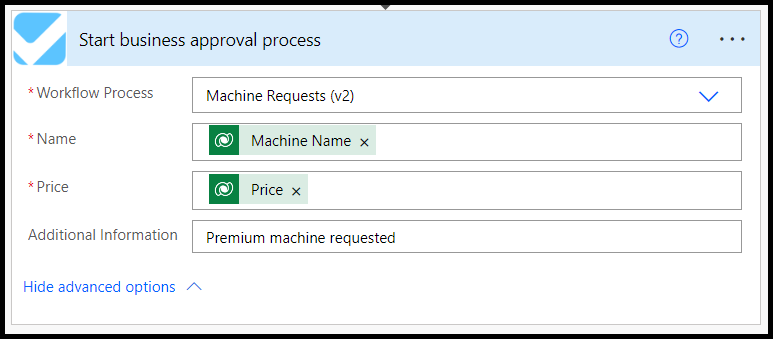 Start business approval process ? ...
*Workflow Process Machine Requests (v2)
*Name Machine Name ×
*Price Price ×
Additional Information Premium machine requested
Hide advanced options